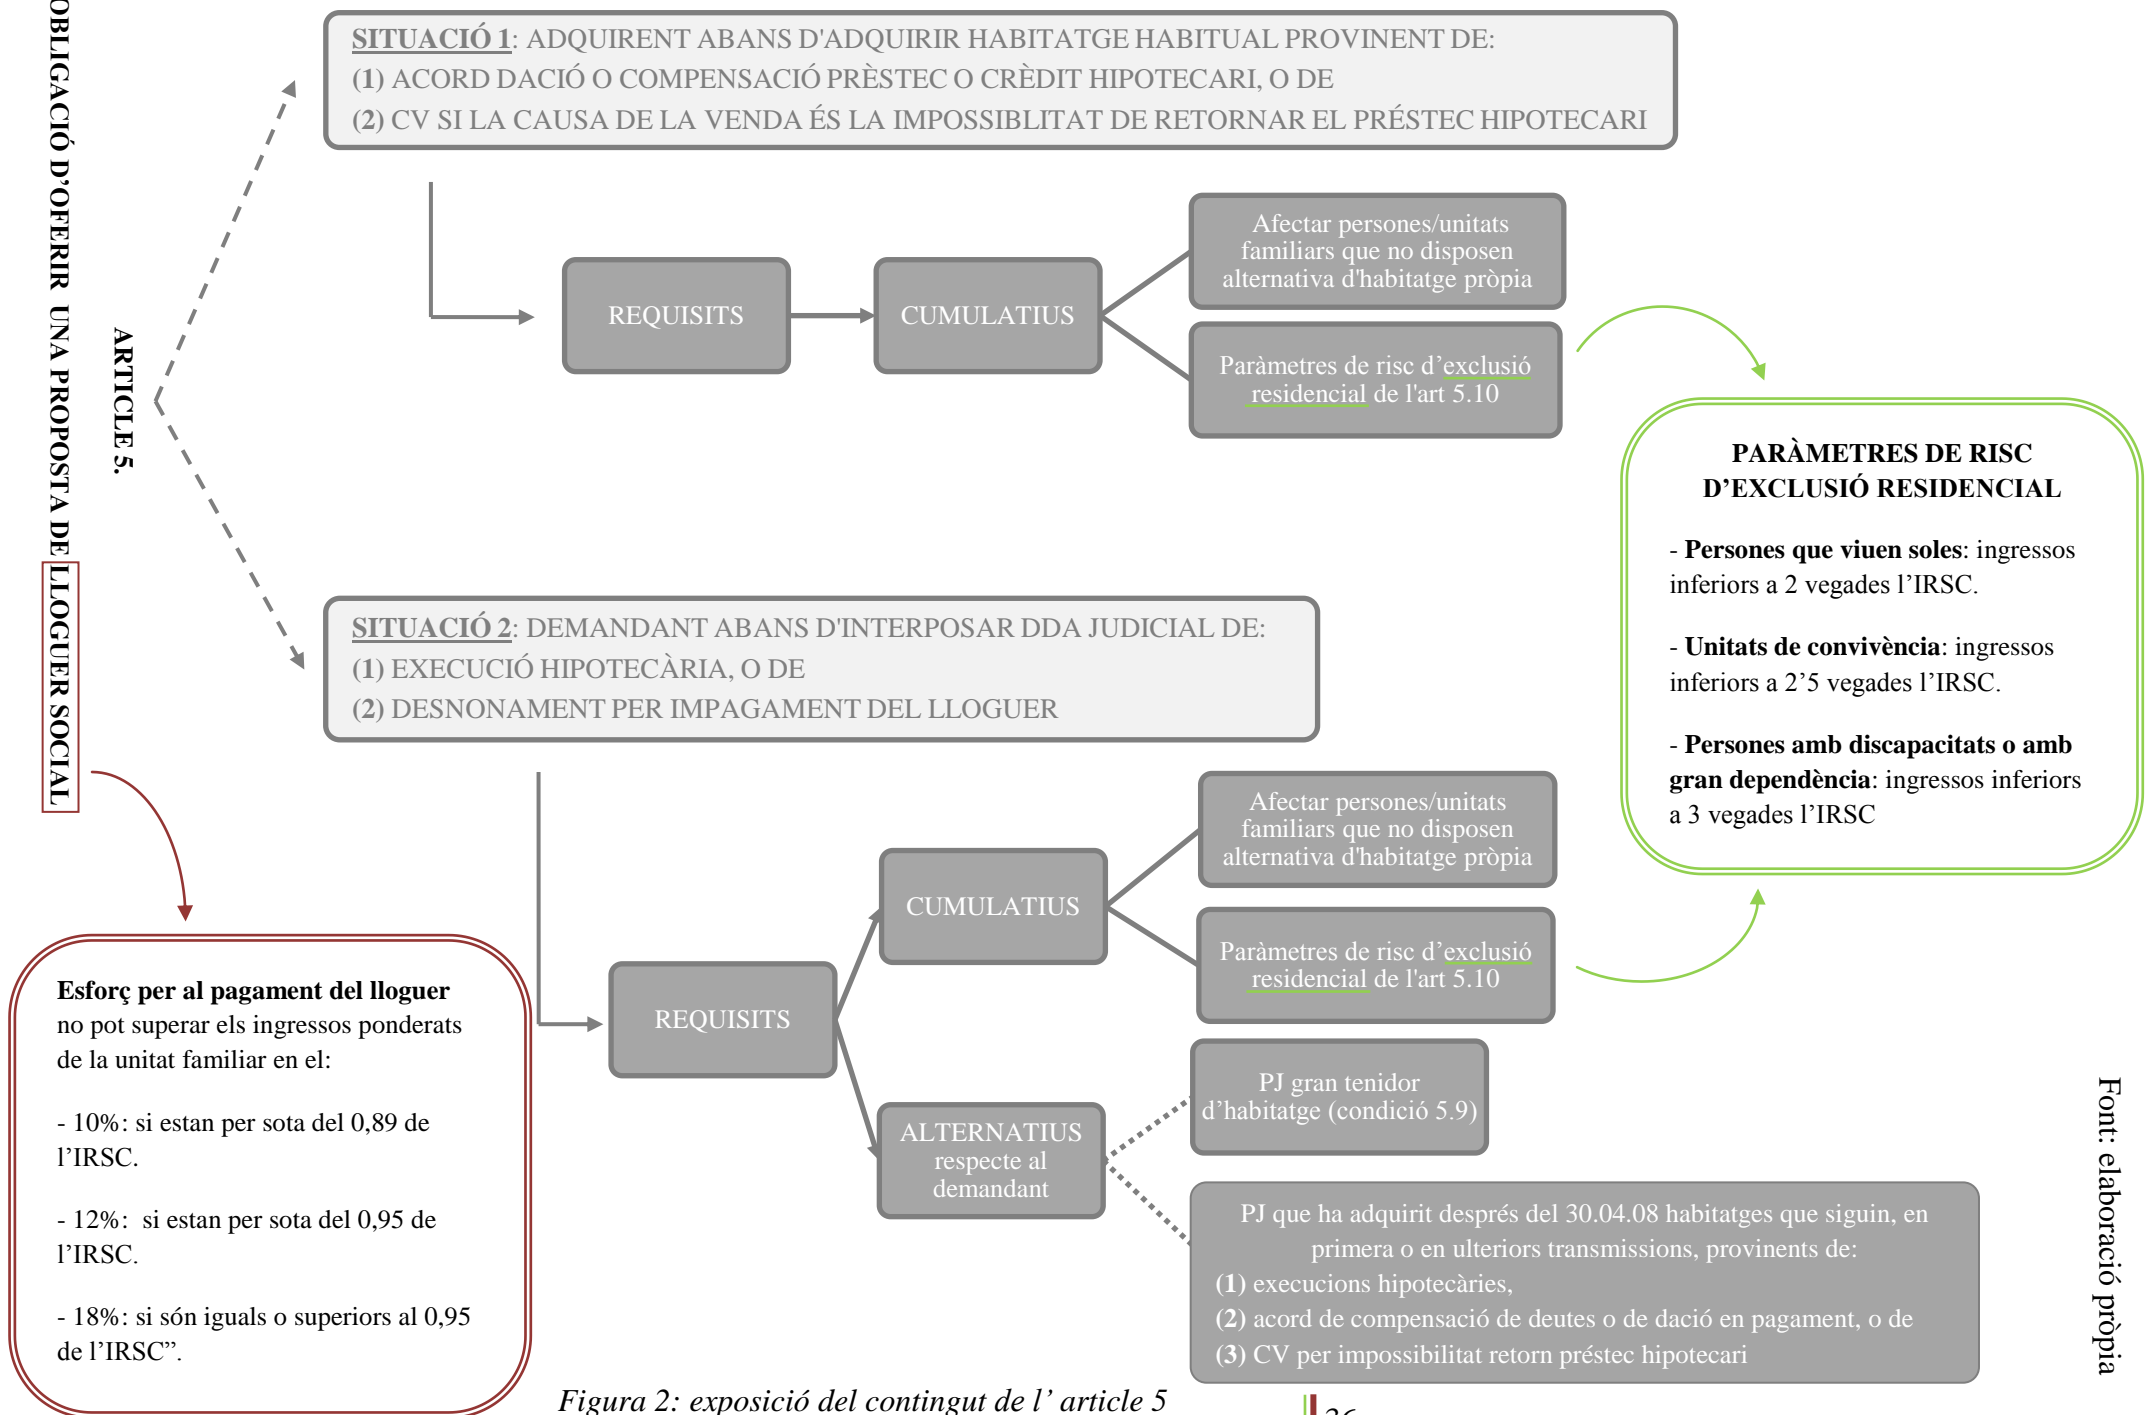 OBLIGACIÓ D’OFERIR UNA PROPOSTA DE LLOGUER SOCIAL
ARTICLE 5.
SITUACIÓ 1: ADQUIRENT ABANS D'ADQUIRIR HABITATGE HABITUAL PROVINENT DE:
(1) ACORD DACIÓ O COMPENSACIÓ PRÈSTEC O CRÈDIT HIPOTECARI, O DE
(2) CV SI LA CAUSA DE LA VENDA ÉS LA IMPOSSIBLITAT DE RETORNAR EL PRÉSTEC HIPOTECARI
REQUISITS
CUMULATIUS
Afectar persones/unitats
familiars que no disposen
alternativa d'habitatge pròpia
Paràmetres de risc d’exclusió
residencial de l'art 5.10
PARÀMETRES DE RISC
D’EXCLUSIÓ RESIDENCIAL
- Persones que viuen soles: ingressos
inferiors a 2 vegades l’IRSC.
- Unitats de convivència: ingressos
inferiors a 2’5 vegades l’IRSC.
- Persones amb discapacitats o amb
gran dependència: ingressos inferiors
a 3 vegades l’IRSC
SITUACIÓ 2: DEMANDANT ABANS D'INTERPOSAR DDA JUDICIAL DE:
(1) EXECUCIÓ HIPOTECÀRIA, O DE
(2) DESNONAMENT PER IMPAGAMENT DEL LLOGUER
REQUISITS
CUMULATIUS
Afectar persones/unitats
familiars que no disposen
alternativa d'habitatge pròpia
Paràmetres de risc d’exclusió
residencial de l'art 5.10
ALTERNATIUS
respecte al
demandant
PJ gran tenidor
d’habitatge (condició 5.9)
PJ que ha adquirit després del 30.04.08 habitatges que siguin, en
primera o en ulteriors transmissions, provinents de:
(1) execucions hipotecàries,
(2) acord de compensació de deutes o de dació en pagament, o de
(3) CV per impossibilitat retorn préstec hipotecari
Esforç per al pagament del lloguer
no pot superar els ingressos ponderats
de la unitat familiar en el:
- 10%: si estan per sota del 0,89 de
l’IRSC.
- 12%: si estan per sota del 0,95 de
l’IRSC.
- 18%: si són iguals o superiors al 0,95
de l’IRSC”.
Font: elaboració pròpia
Figura 2: exposició del contingut de l’ article 5